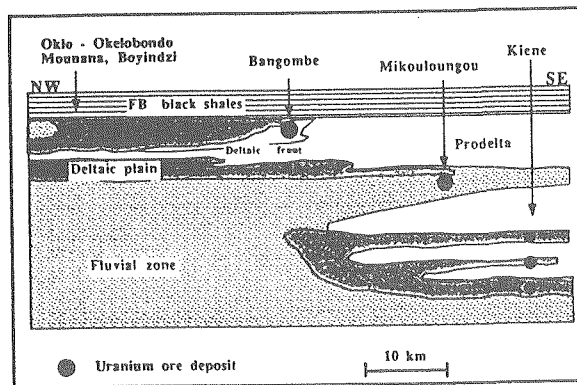 Oklo - Okelobondo
Mounana, Boyindzi
Bangombe
Mikouloungou
Kiene
NW
SE
FB black shales
Deltaic front
Prodelta
Deltaic plain
Fluvial zone
Uranium ore deposit
10 km